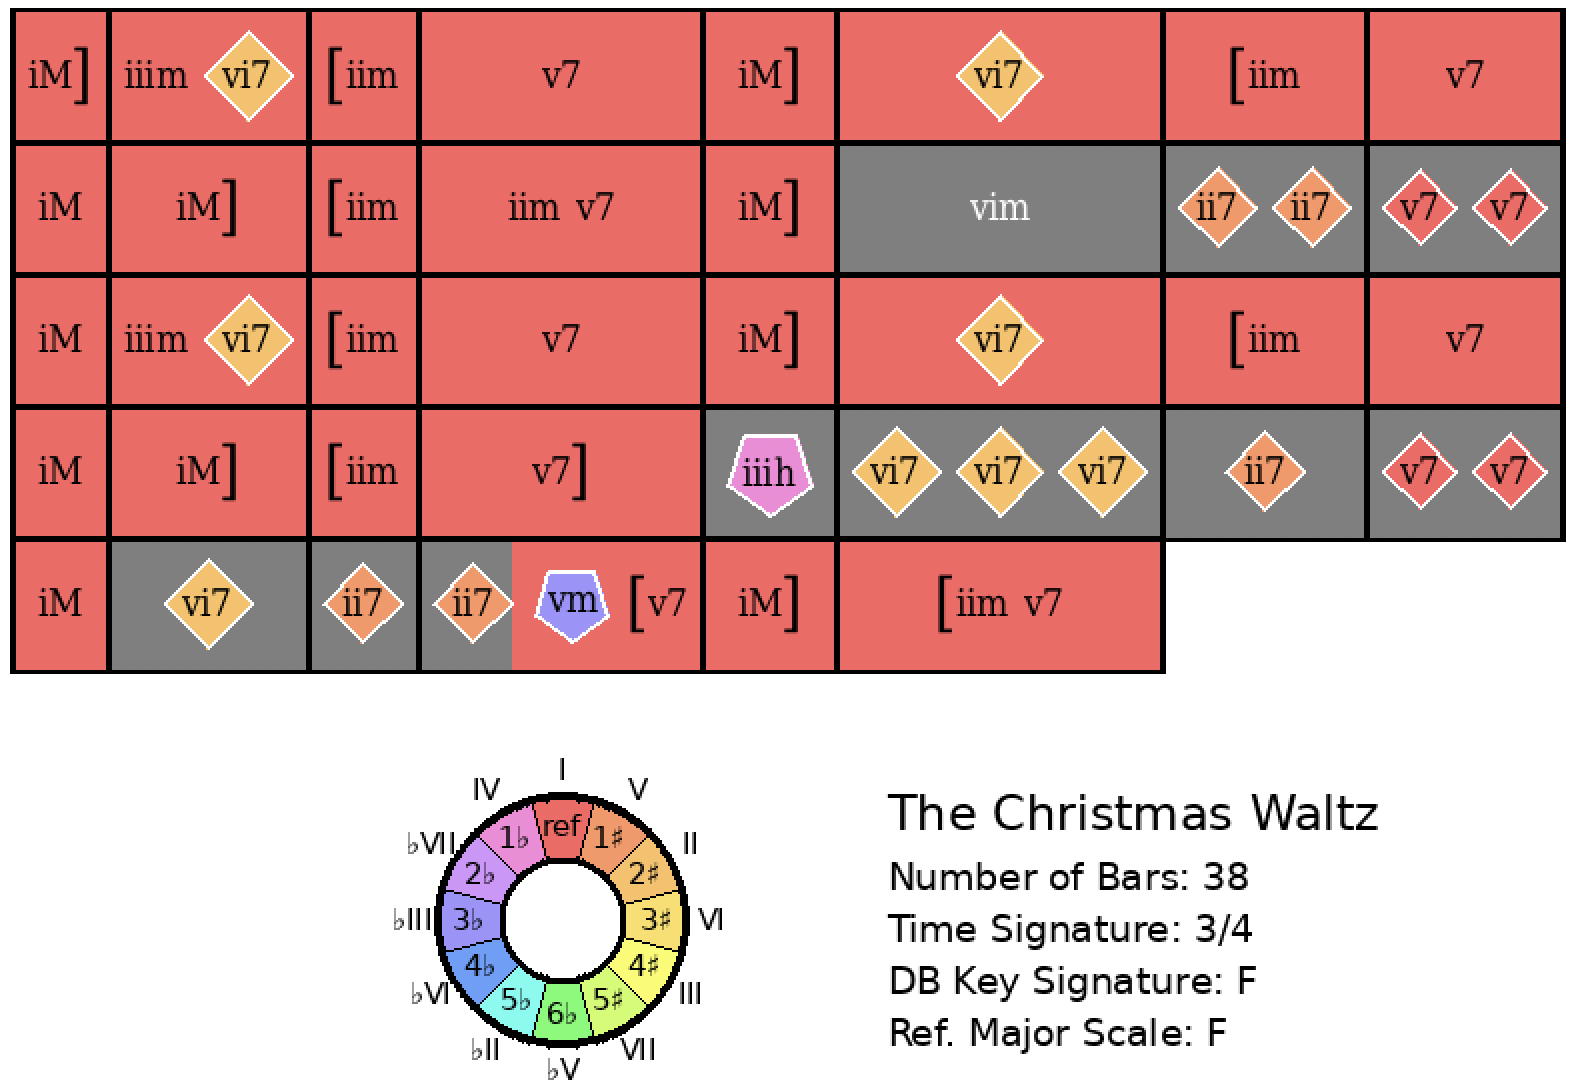 iM] iiim vi7 [iim v7 iM] vi7 [iim v7
iM iM] [iim iim v7 iM] vim ii7 ii7 v7 v7
iM iiim vi7 [iim v7 iM] vi7 [iim v7
iM iM] [iim v7] iiih vi7 vi7 vi7 ii7 v7 v7
iM vi7 ii7 ii7 vm [v7 iM] [iim v7
I
IV V
♭VII 1♭ ref 1♯ II
2♭ 2♯
♭III 3♭ 3♯ VI
4♭ 4♯
♭VI 5♭ 6♭ 5♯ III
♭II VII
♭V
The Christmas Waltz
Number of Bars: 38
Time Signature: 3/4
DB Key Signature: F
Ref. Major Scale: F